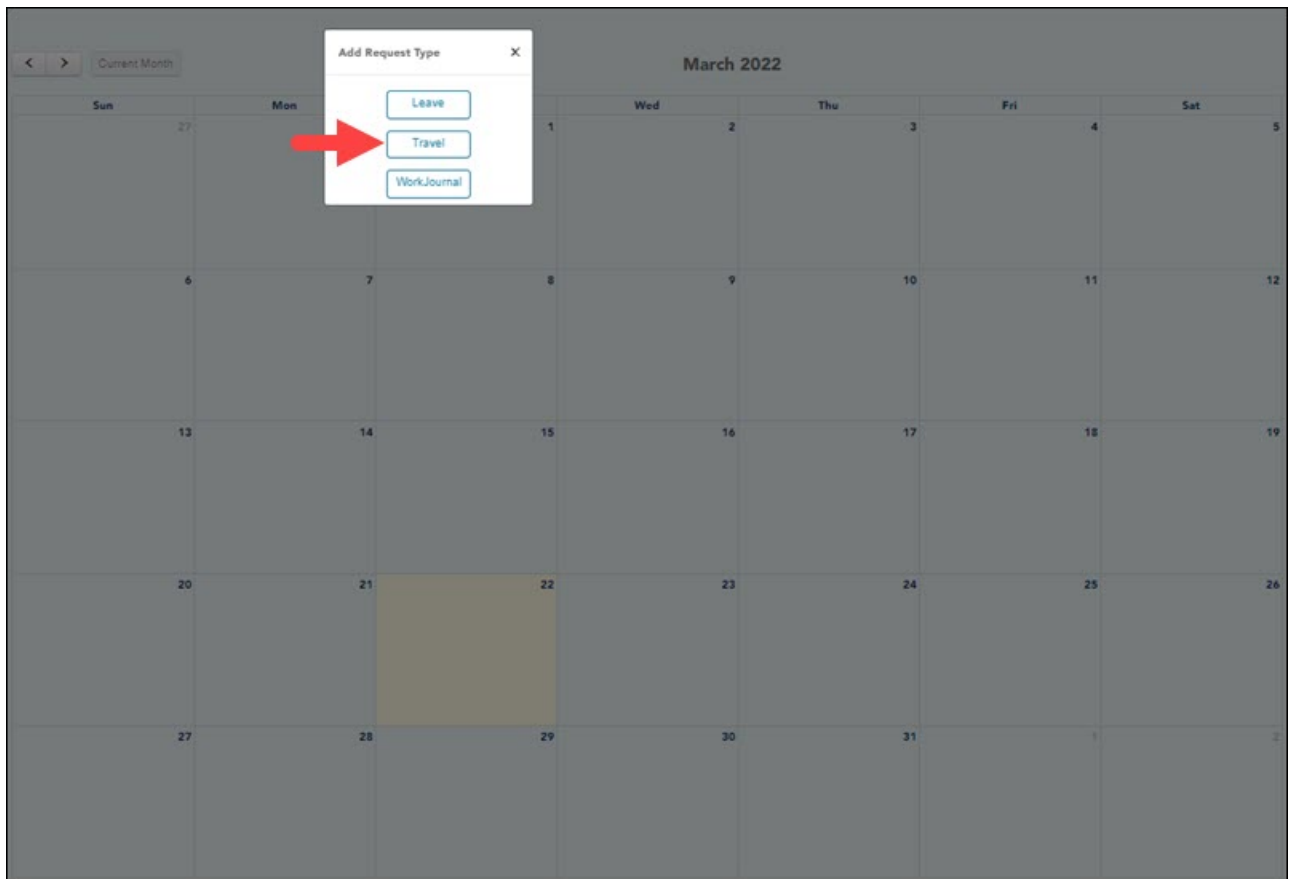 Add Request Type ×
< > Current Month March 2022
Leave
Travel
WorkJournal
Sun Mon Wed Thu Fri Sat
27 1 2 3 4 5
6 7 8 9 10 11 12
13 14 15 16 17 18 19
20 21 22 23 24 25 26
27 28 29 30 31 1 2